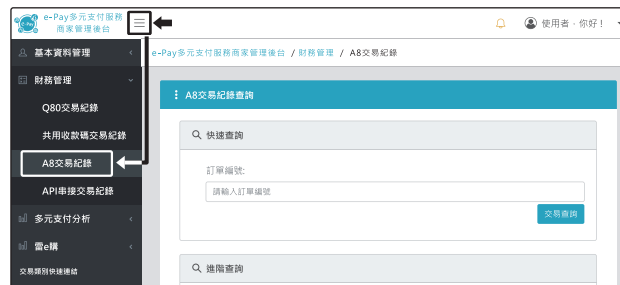 e-Pay多元支付服務
商家管理後台
使用者，你好！
基本資料管理
e-Pay多元支付服務商家管理後台 / 財務管理 / A8交易紀錄
財務管理
Q80交易紀錄
共用收款碼交易紀錄
A8交易紀錄
API串接交易紀錄
多元支付分析
雷e購
交易類別快速連結
A8交易紀錄查詢
快速查詢
訂單編號:
請輸入訂單編號
交易查詢
進階查詢